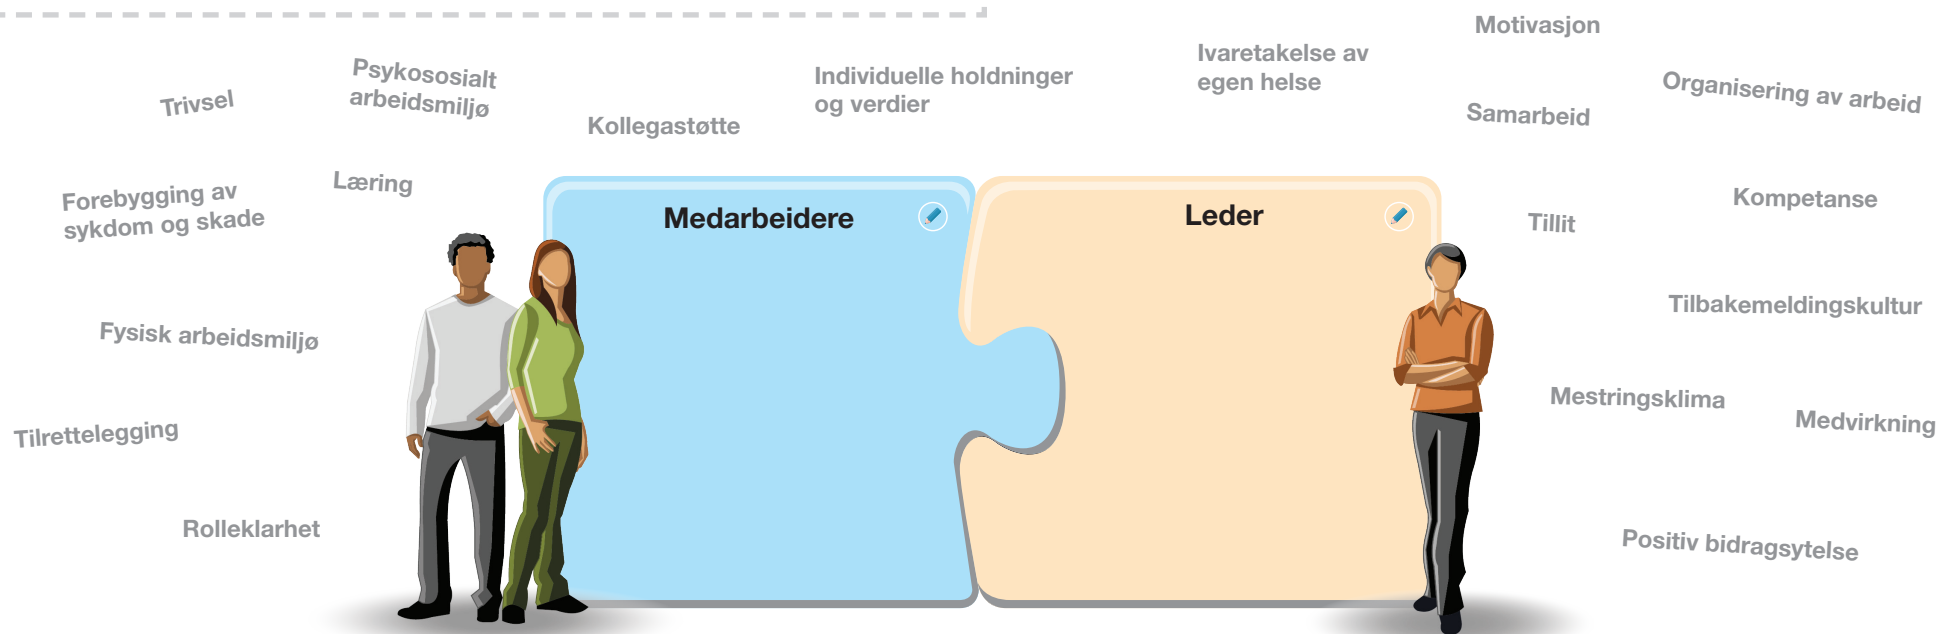 Motivasjon
Psykososialt
arbeidsmiljø
Trivsel
Individuelle holdninger
og verdier
Ivaretakelse av
egen helse
Organisering av arbeid
Kollegastøtte
Samarbeid
Forebygging av
sykdom og skade
Læring
Medarbeidere
Leder
Tillit
Kompetanse
Fysisk arbeidsmiljø
Tilbakemeldingskultur
Tilrettelegging
Mestringsklima
Medvirkning
Rolleklarhet
Positiv bidragsytelse